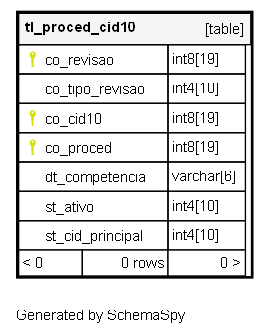 tl_proced_cid10 [table]
co_revisao int8[19]
co_tipo_revisao int4[10]
co_cid10 int8[19]
co_proced int8[19]
dt_competencia varchar[6]
st_ativo int4[10]
st_cid_principal int4[10]
< 0 0 rows 0 >
Generated by SchemaSpy